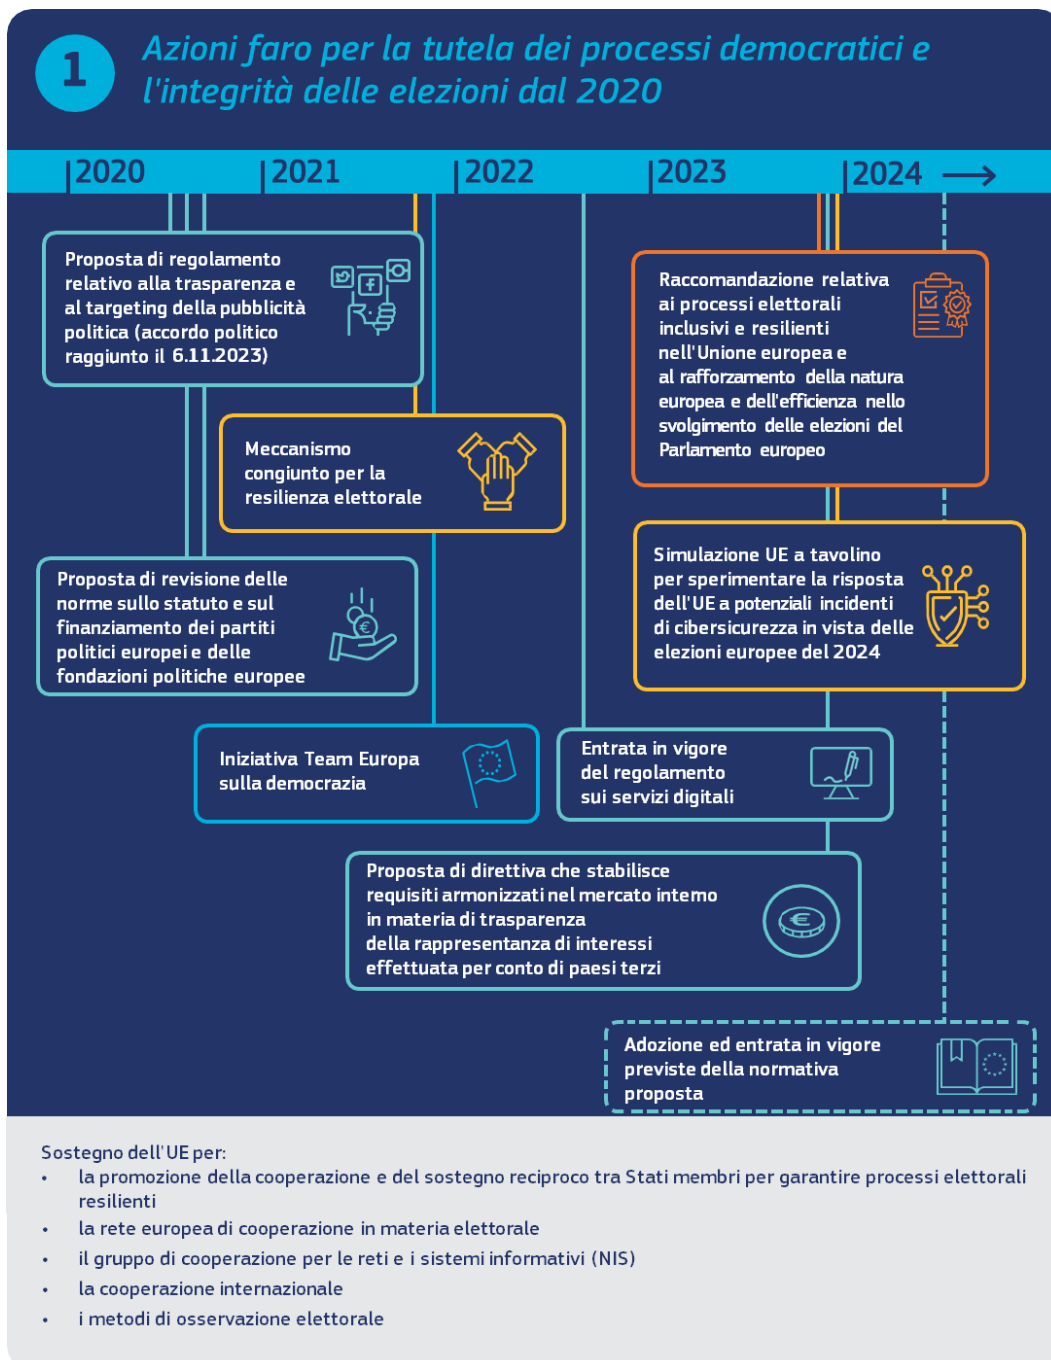 1
Azioni faro per la tutela dei processi democratici e
l'integrità delle elezioni dal 2020
2020
2021
2022
2023
2024
Proposta di regolamento
relativo alla trasparenza e
al targeting della pubblicità
politica (accordo politico
raggiunto il 6.11.2023)
Raccomandazione relativa
ai processi elettorali
inclusivi e resilienti
nell'Unione europea e
al rafforzamento della natura
europea e dell'efficienza nello
svolgimento delle elezioni del
Parlamento europeo
Meccanismo
congiunto per la
resilienza elettorale
Simulazione UE a tavolino
per sperimentare la risposta
dell'UE a potenziali incidenti
di cibersicurezza in vista delle
elezioni europee del 2024
Proposta di revisione delle
norme sullo statuto e sul
finanziamento dei partiti
politici europei e delle
fondazioni politiche europee
Iniziativa Team Europa
sulla democrazia
Entrata in vigore
del regolamento
sui servizi digitali
Proposta di direttiva che stabilisce
requisiti armonizzati nel mercato interno
in materia di trasparenza
della rappresentanza di interessi
effettuata per conto di paesi terzi
Adozione ed entrata in vigore
previste della normativa
proposta
Sostegno dell'UE per:
• la promozione della cooperazione e del sostegno reciproco tra Stati membri per garantire processi elettorali
resilienti
• la rete europea di cooperazione in materia elettorale
• il gruppo di cooperazione per le reti e i sistemi informativi (NIS)
• la cooperazione internazionale
• i metodi di osservazione elettorale